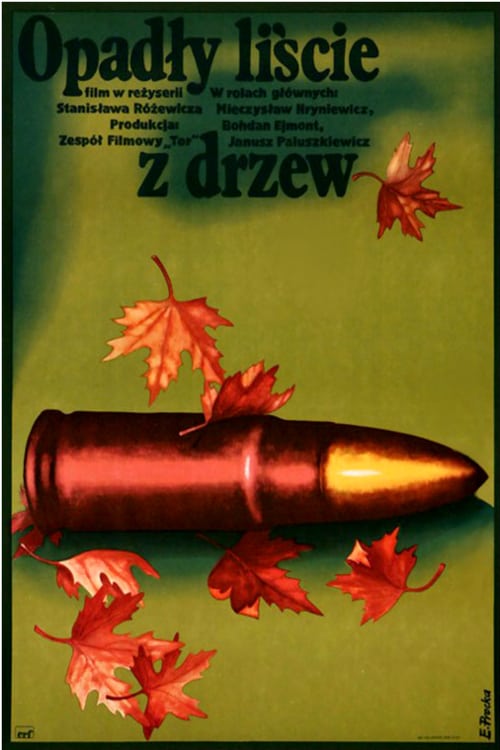 Opadły liście
film w reżyserii W rolach głównych:
Stanisława Różewicza Mieczysław Hryniewicz,
Produkcja: Bohdan Ejmont,
Zespół Filmowy „Tor” Janusz Paluszkiewicz
z drzew
E. Procka
crf